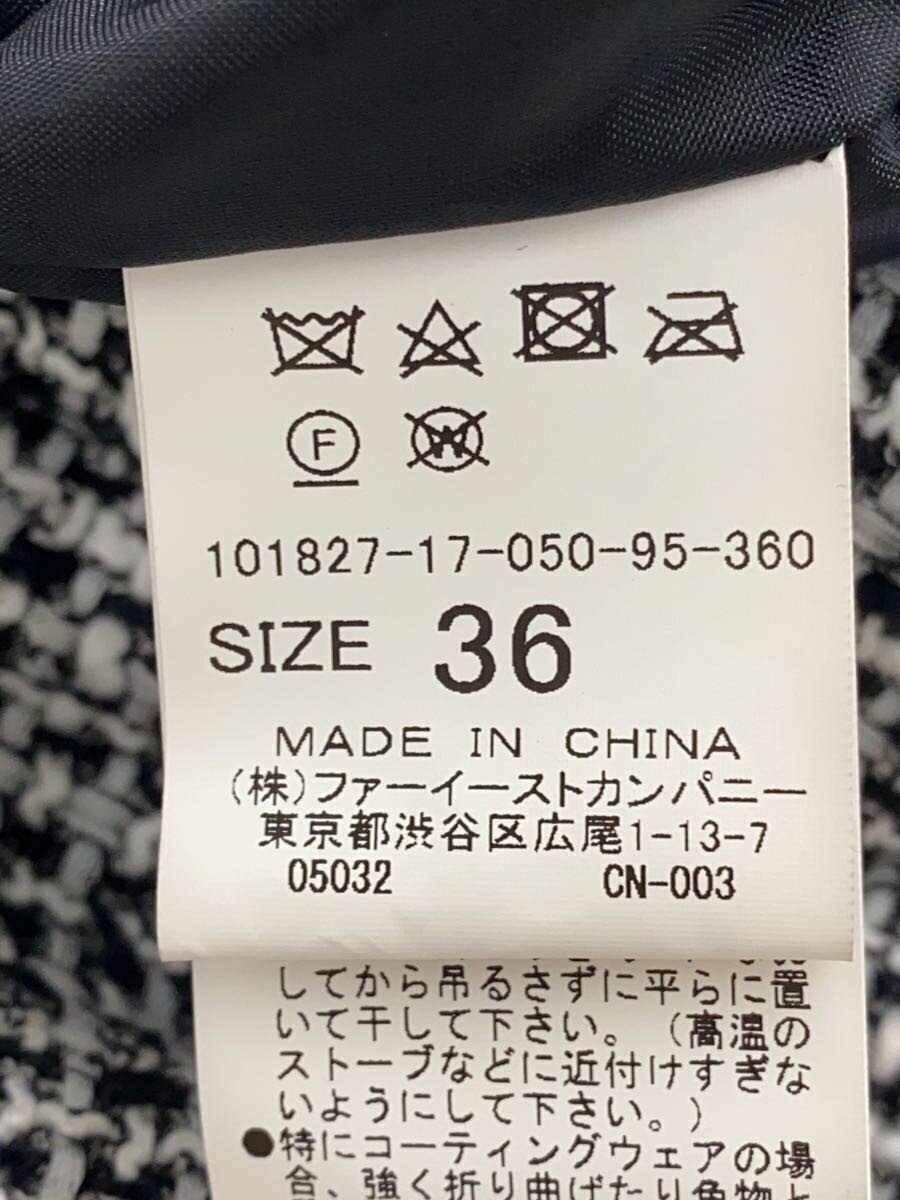 F
W
101827-17-050-95-360
SIZE 36
MADE IN CHINA
(株)ファーイーストカンパニー
東京都渋谷区広尾1-13-7
05032 CN-003
してから吊るさずに平らに置
いて干して下さい。(高温の
ストーブなどに近付けすぎな
いようにして下さい。)
●特にコーティングウェアの場
合、強く折り曲げたり色物と